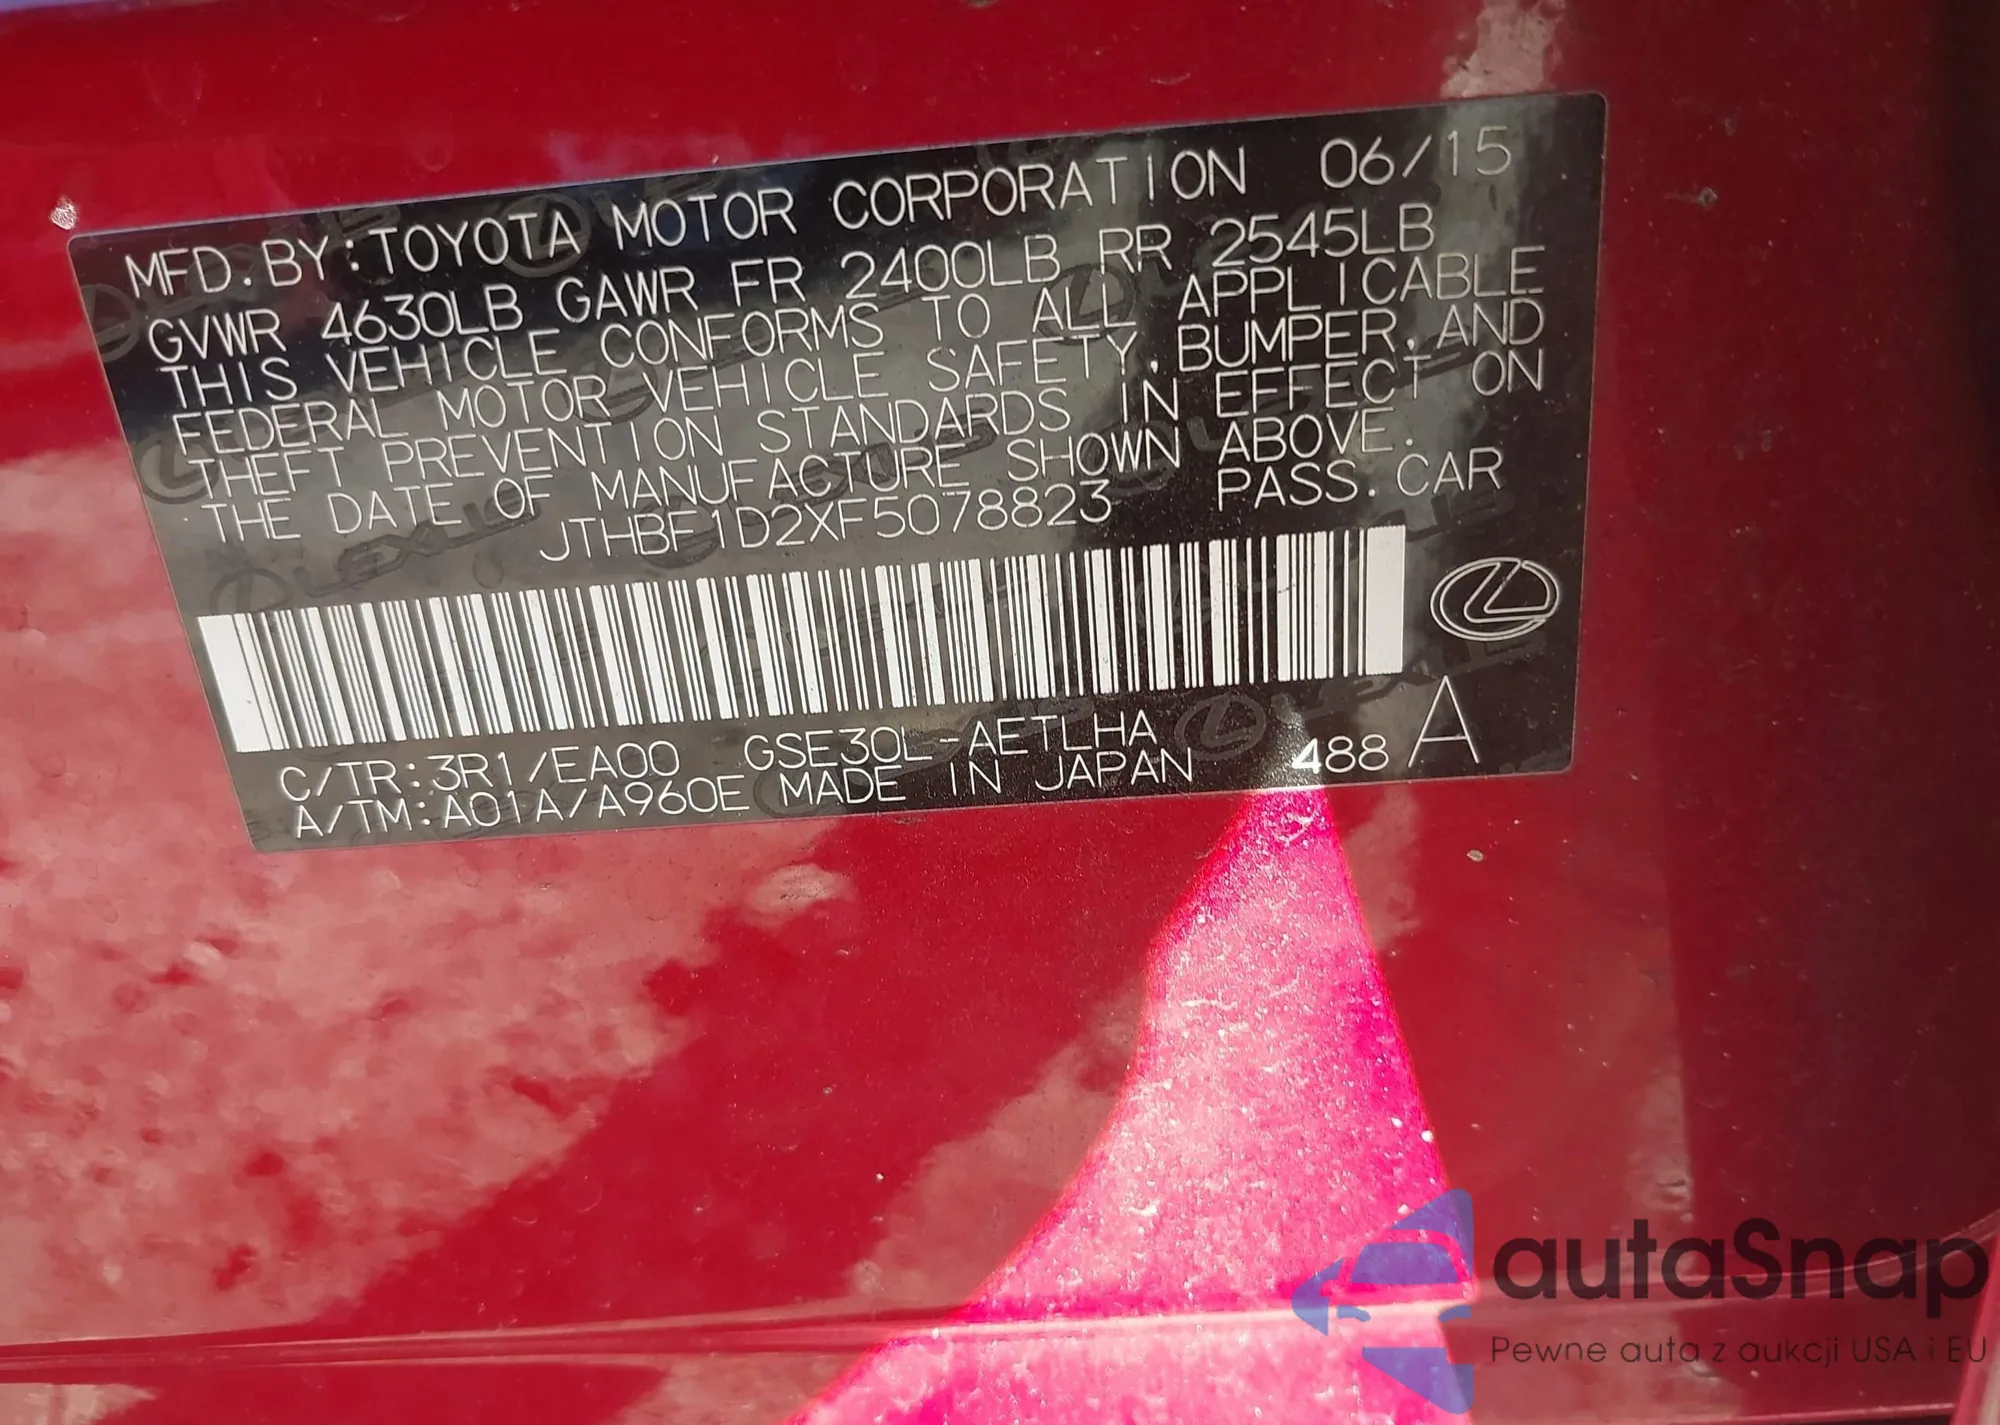 MFD. BY: TOYOTA MOTOR CORPORATION 06/15
GVWR 4630LB GAWR FR 2400LB RR 2545LB
THIS VEHICLE CONFORMS TO ALL APPLICABLE
FEDERAL MOTOR VEHICLE SAFETY, BUMPER, AND
THEFT PREVENTION STANDARDS IN EFFECT ON
THE DATE OF MANUFACTURE SHOWN ABOVE.
JTHBF1D2XF5078823 PASS. CAR
C/TR:3R1/EA00 GSE30L-AETLHA
A/TM:A01A/A960E MADE IN JAPAN 488 A
autaSnap
Pewne auta z aukcji USA i EU